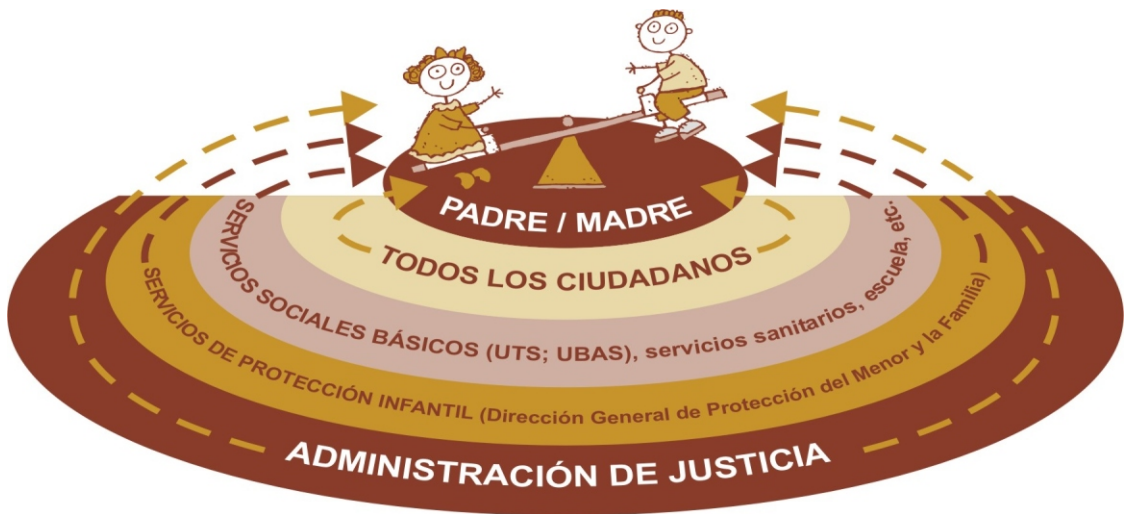 PADRE / MADRE
TODOS LOS CIUDADANOS
SERVICIOS SOCIALES BÁSICOS (UTS; UBAS), servicios sanitarios, escuela, etc.
SERVICIOS DE PROTECCIÓN INFANTIL (Dirección General de Protección del Menor y la Familia)
ADMINISTRACIÓN DE JUSTICIA